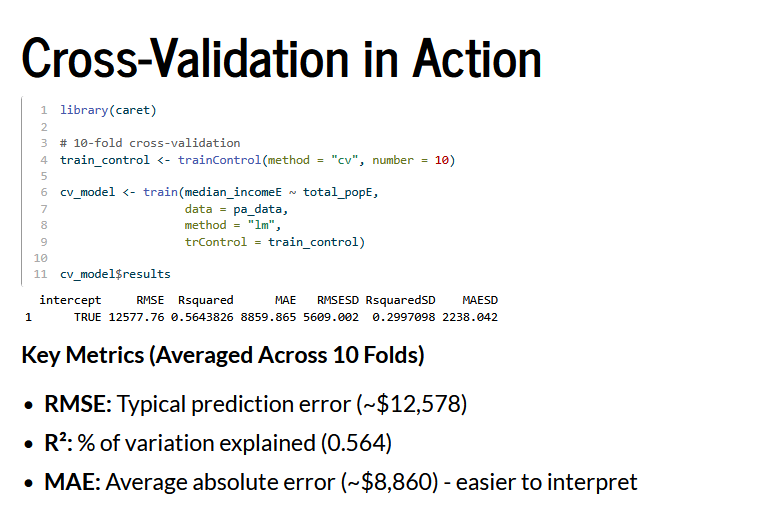 Cross-Validation in Action
1 library(caret)
2
3 # 10-fold cross-validation
4 train_control <- trainControl(method = "cv", number = 10)
5
6 cv_model <- train(median_incomeE ~ total_popE,
7                   data = pa_data,
8                   method = "lm",
9                   trControl = train_control)
10
11 cv_model$results
  intercept     RMSE  Rsquared      MAE   RMSESD RsquaredSD    MAESD
1      TRUE 12577.76 0.5643826 8859.865 5609.002  0.2997098 2238.042
Key Metrics (Averaged Across 10 Folds)
• RMSE: Typical prediction error (~$12,578)
• R²: % of variation explained (0.564)
• MAE: Average absolute error (~$8,860) - easier to interpret